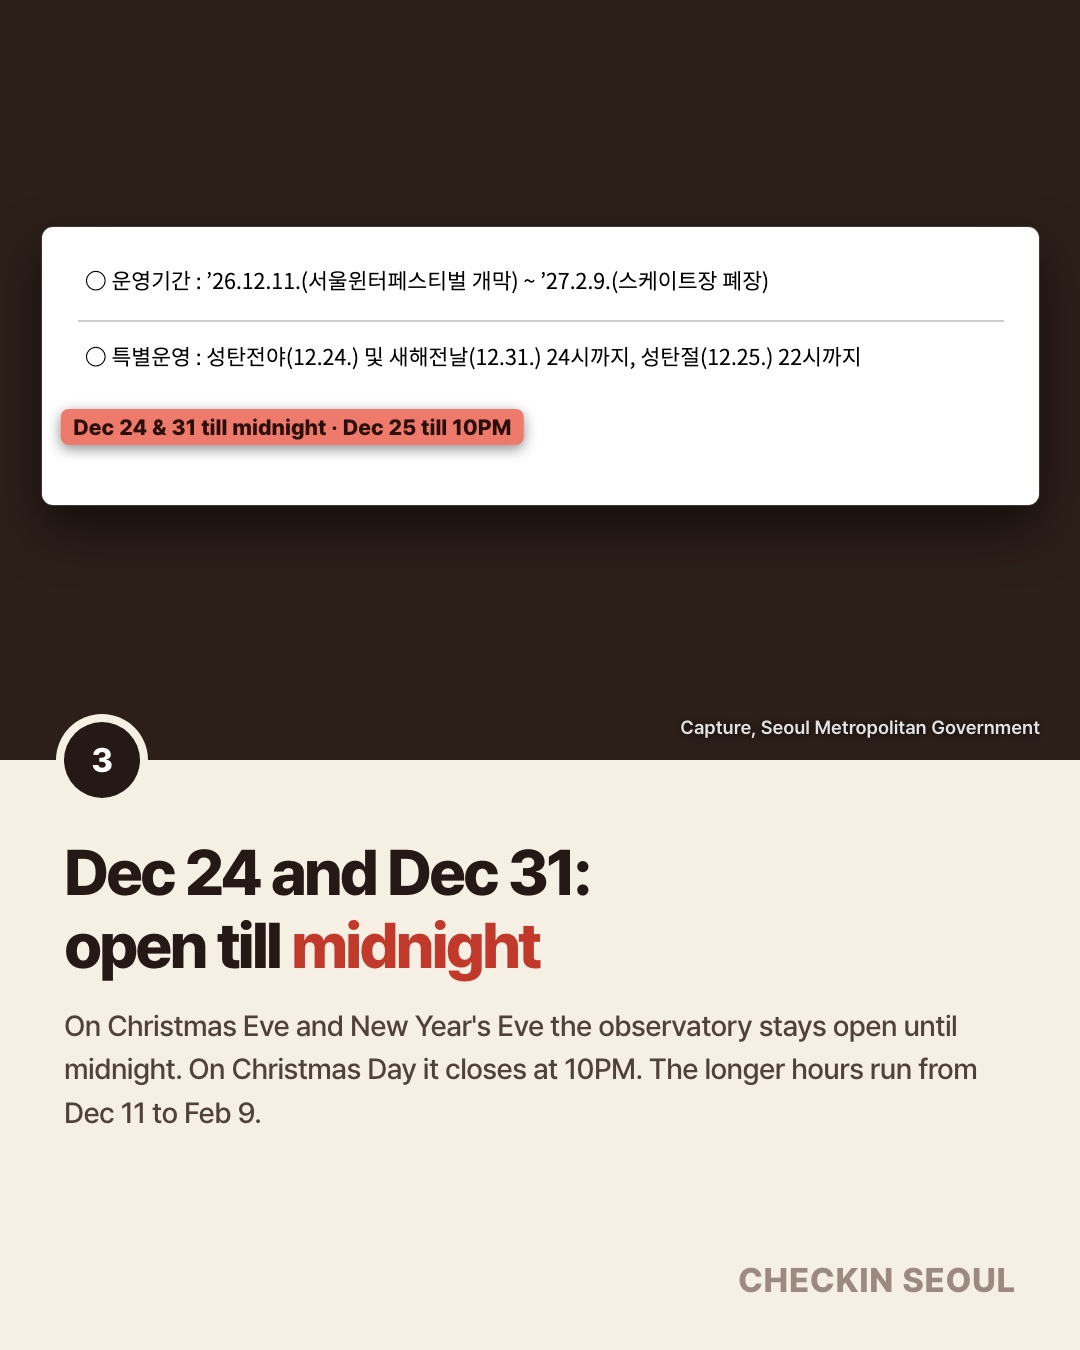 ○ 운영기간 : ’26.12.11.(서울윈터페스티벌 개막) ~ ’27.2.9.(스케이트장 폐장)
○ 특별운영 : 성탄전야(12.24.) 및 새해전날(12.31.) 24시까지, 성탄절(12.25.) 22시까지
Dec 24 & 31 till midnight · Dec 25 till 10PM
Capture, Seoul Metropolitan Government
3
Dec 24 and Dec 31:
open till midnight
On Christmas Eve and New Year's Eve the observatory stays open until
midnight. On Christmas Day it closes at 10PM. The longer hours run from
Dec 11 to Feb 9.
CHECKIN SEOUL